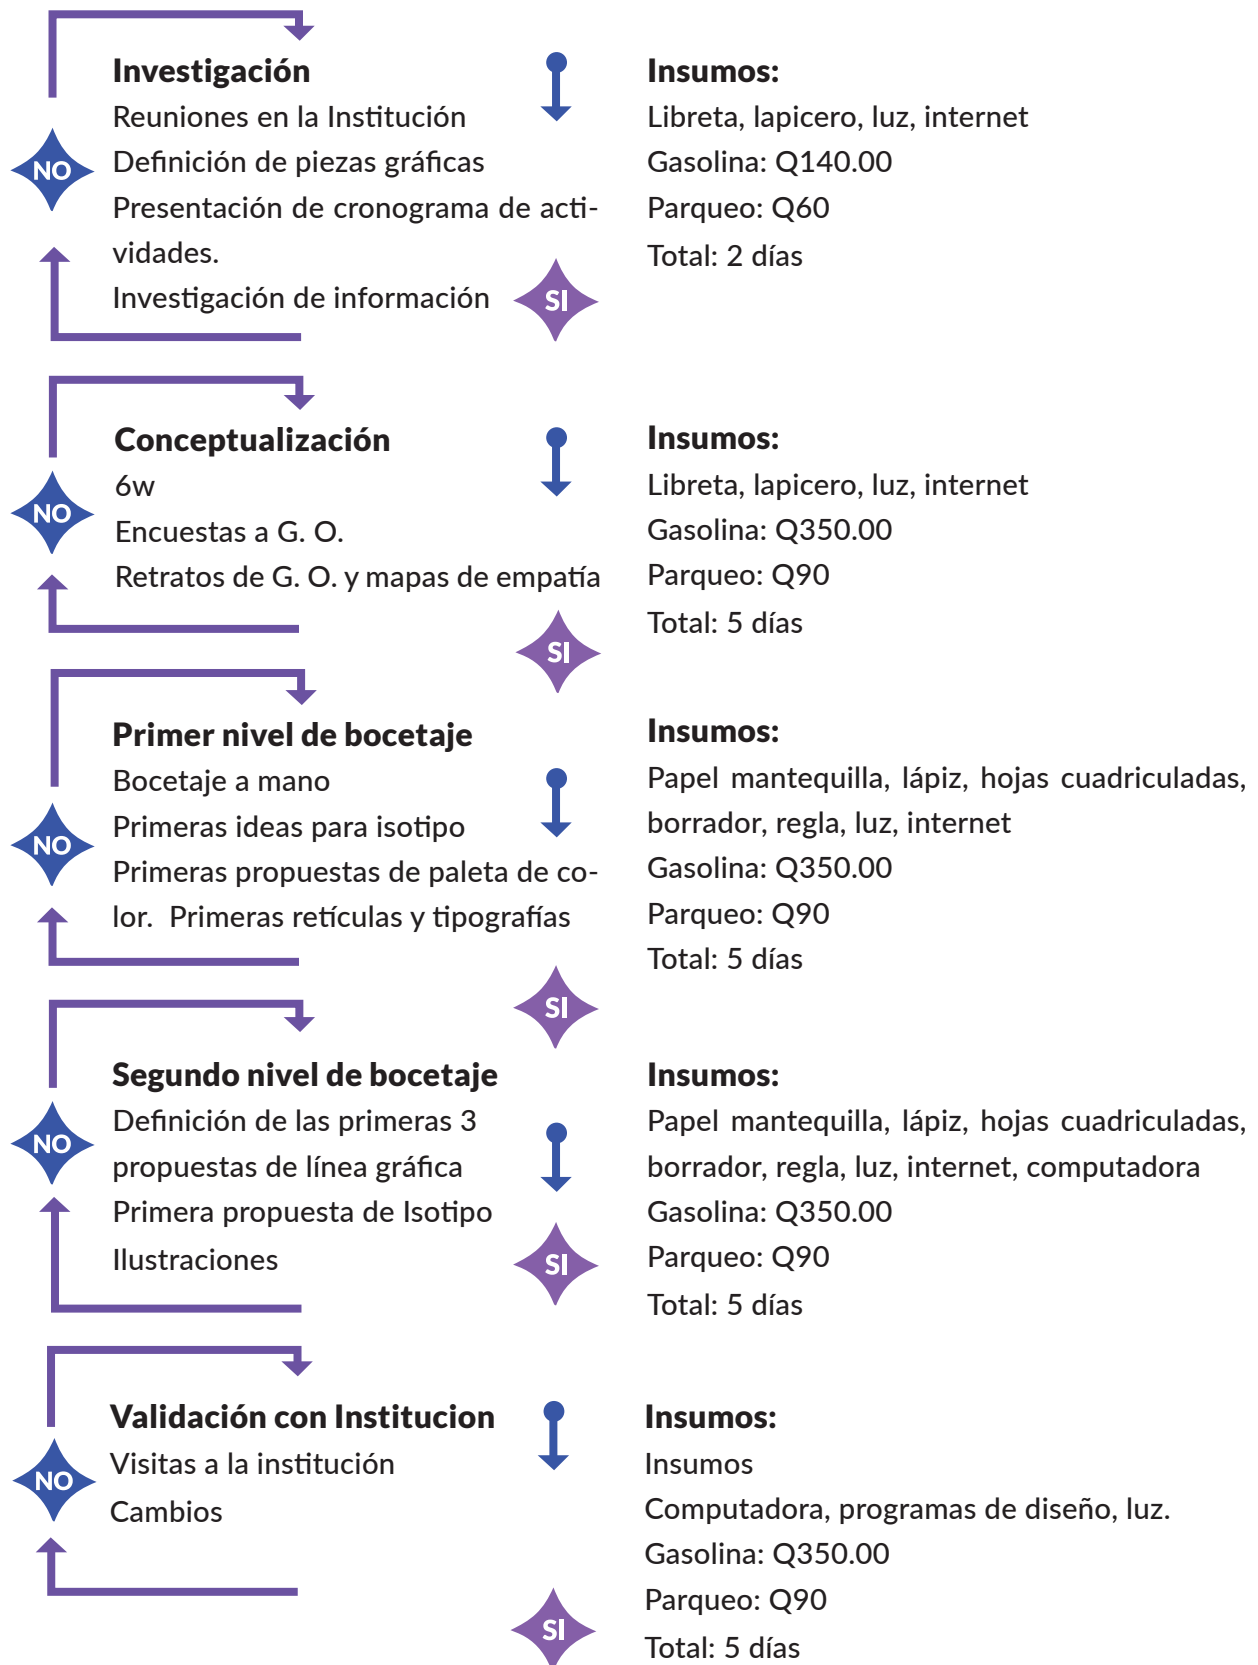 Investigación
Reuniones en la Institución
Definición de piezas gráficas
Presentación de cronograma de acti-
vidades.
Investigación de información
NO
SI
Insumos:
Libreta, lapicero, luz, internet
Gasolina: Q140.00
Parqueo: Q60
Total: 2 días
Conceptualización
6w
Encuestas a G. O.
Retratos de G. O. y mapas de empatía
NO
SI
Insumos:
Libreta, lapicero, luz, internet
Gasolina: Q350.00
Parqueo: Q90
Total: 5 días
Primer nivel de bocetaje
Bocetaje a mano
Primeras ideas para isotipo
Primeras propuestas de paleta de co-
lor. Primeras retículas y tipografías
NO
SI
Insumos:
Papel mantequilla, lápiz, hojas cuadriculadas,
borrador, regla, luz, internet
Gasolina: Q350.00
Parqueo: Q90
Total: 5 días
Segundo nivel de bocetaje
Definición de las primeras 3
propuestas de línea gráfica
Primera propuesta de Isotipo
Ilustraciones
NO
SI
Insumos:
Papel mantequilla, lápiz, hojas cuadriculadas,
borrador, regla, luz, internet, computadora
Gasolina: Q350.00
Parqueo: Q90
Total: 5 días
Validación con Institucion
Visitas a la institución
Cambios
NO
SI
Insumos:
Insumos
Computadora, programas de diseño, luz.
Gasolina: Q350.00
Parqueo: Q90
Total: 5 días